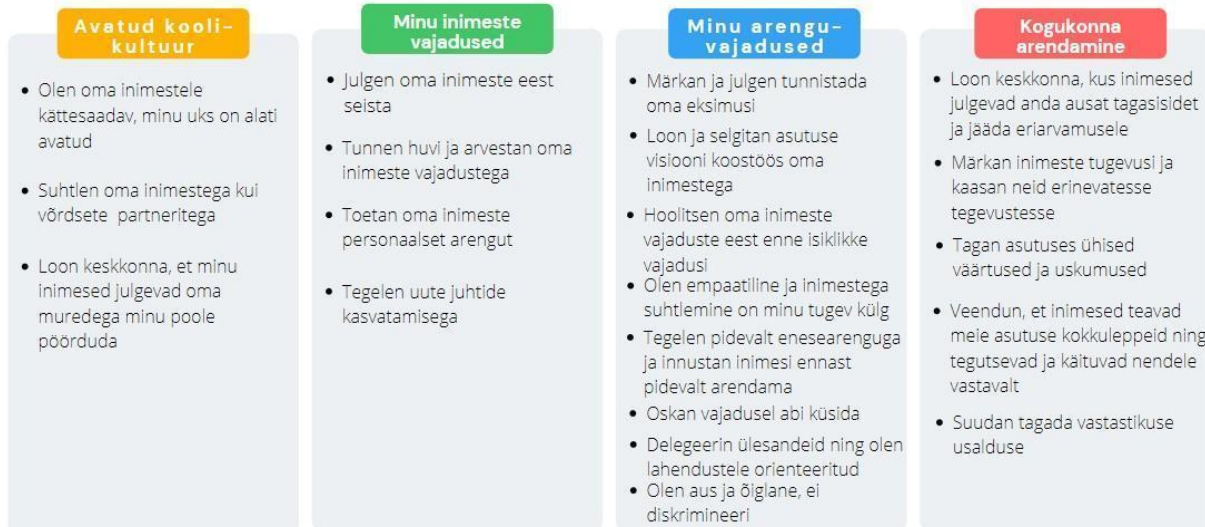 Avatud kooli-
kultuur
• Olen oma inimestele
kättesaadav, minu uks on alati
avatud
• Suhtlen oma inimestega kui
võrdsete partneritega
• Loon keskkonna, et minu
inimesed julgevad oma
muredega minu poole
pöörduda
Minu inimeste
vajadused
• Julgen oma inimeste eest
seista
• Tunnen huvi ja arvestan oma
inimeste vajadustega
• Toetan oma inimeste
personaalset arengut
• Tegelen uute juhtide
kasvatamisega
Minu arengu-
vajadused
• Märkan ja julgen tunnistada
oma eksimusi
• Loon ja selgitan asutuse
visiooni koostöös oma
inimestega
• Hoolitsen oma inimeste
vajaduste eest enne isiklikke
vajadusi
• Olen empaatiline ja inimestega
suhtlemine on minu tugev külg
• Tegelen pidevalt enesearenguga
ja innustan inimesi ennast
pidevalt arendama
• Oskan vajadusel abi küsida
• Delegeerin ülesandeid ning olen
lahendustele orienteeritud
• Olen aus ja õiglane, ei
diskrimineeri
Kogukonna
arendamine
• Loon keskkonna, kus inimesed
julgevad anda ausat tagasisidet
ja jääda eriarvamusele
• Märkan inimeste tugevusi ja
kaasan neid erinevatesse
tegevustesse
• Tagan asutuses ühised
väärtused ja uskumused
• Veendun, et inimesed teavad
meie asutuse kokkuleppeid ning
tegutsevad ja käituvad nendele
vastavalt
• Suudan tagada vastastikuse
usalduse